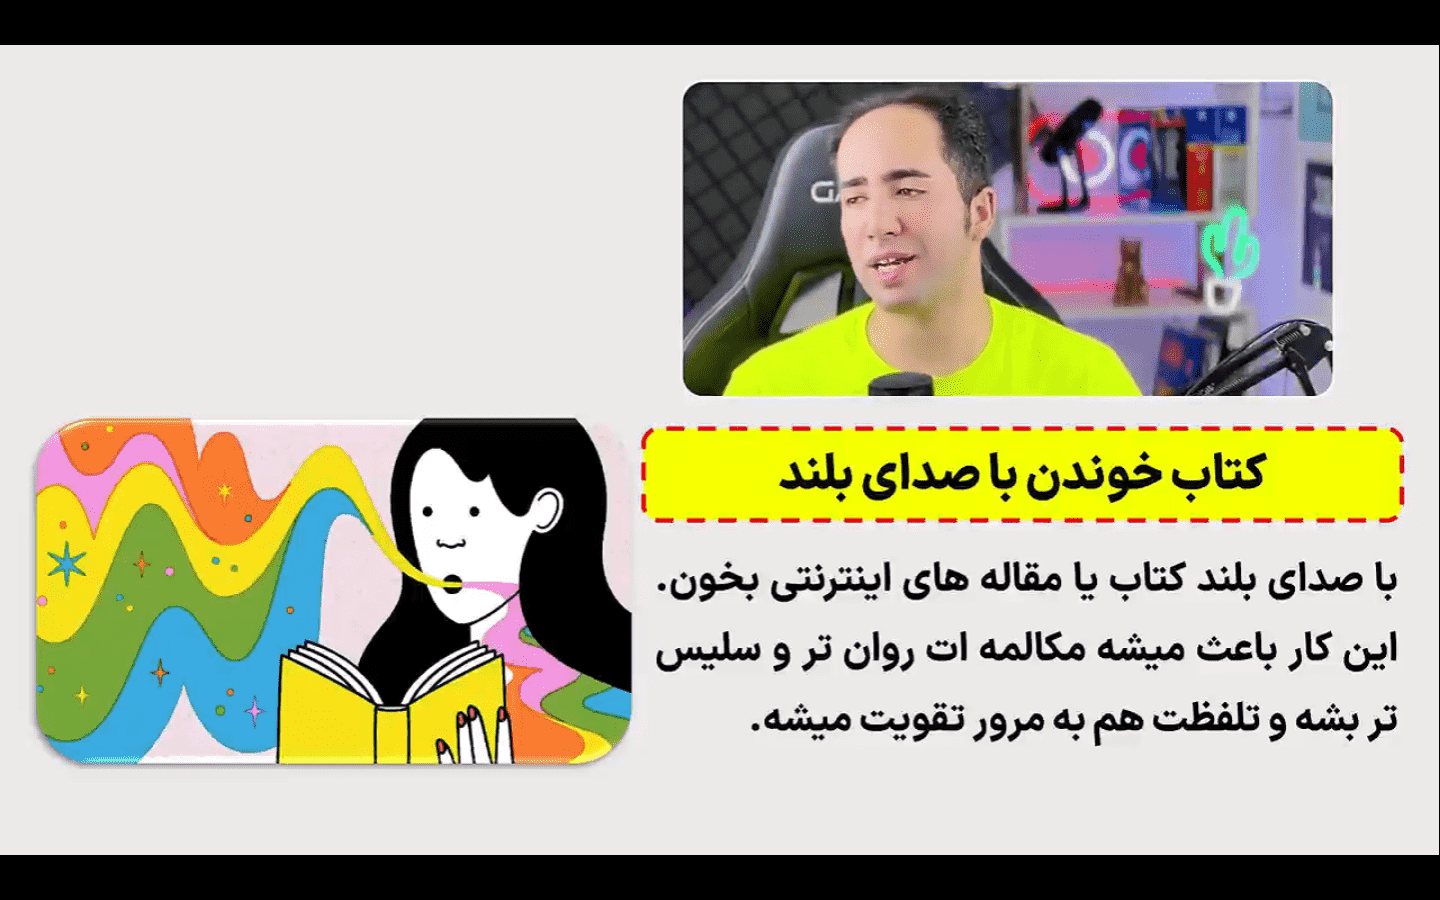 کتاب خوندن با صدای بلند
با صدای بلند کتاب یا مقاله های اینترنتی بخون.
این کار باعث میشه مکالمه ات روان تر و سلیس
تر بشه و تلفظت هم به مرور تقویت میشه.